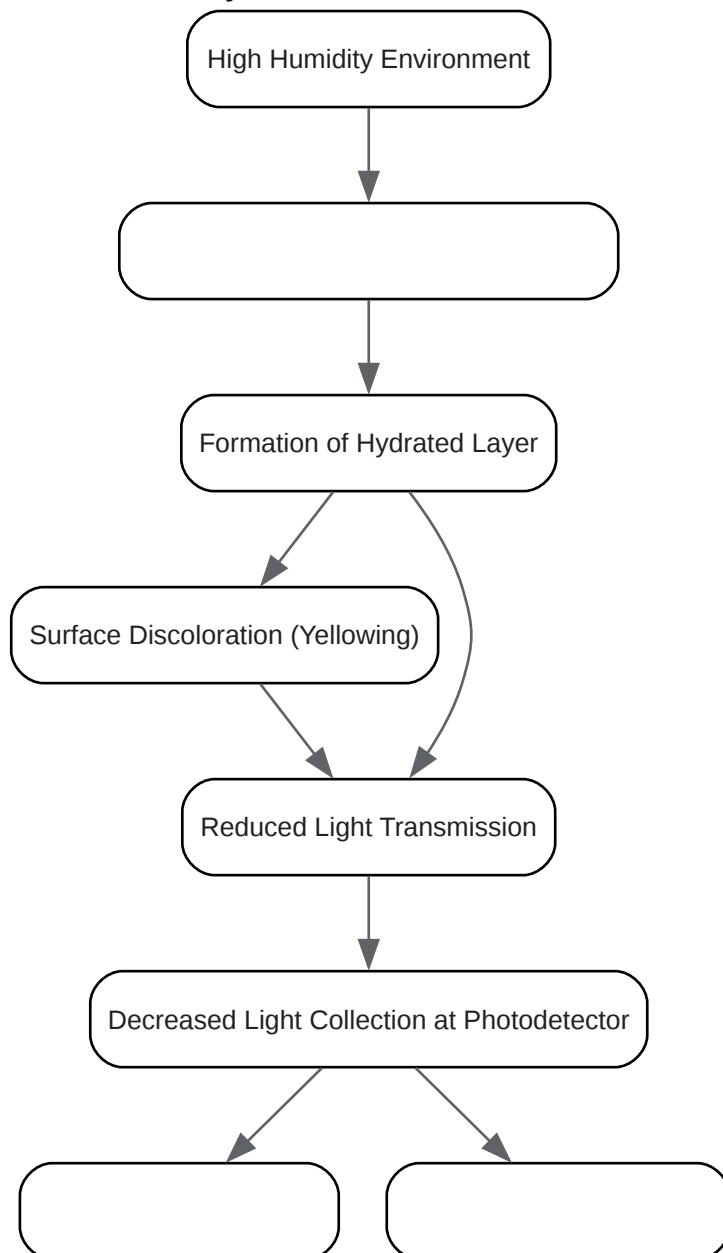 High Humidity Environment
Formation of Hydrated Layer
Surface Discoloration (Yellowing)
Reduced Light Transmission
Decreased Light Collection at Photodetector